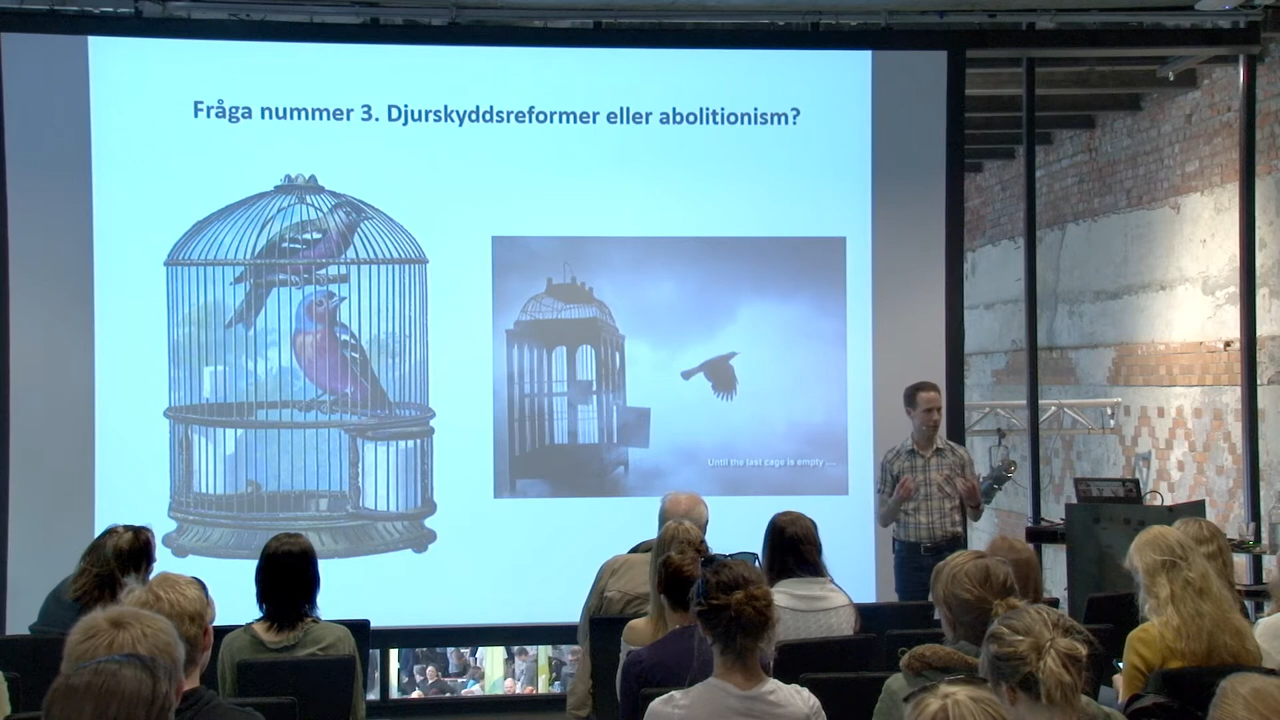 Fråga nummer 3. Djurskyddsreformer eller abolitionism?
Until the last cage is empty ....